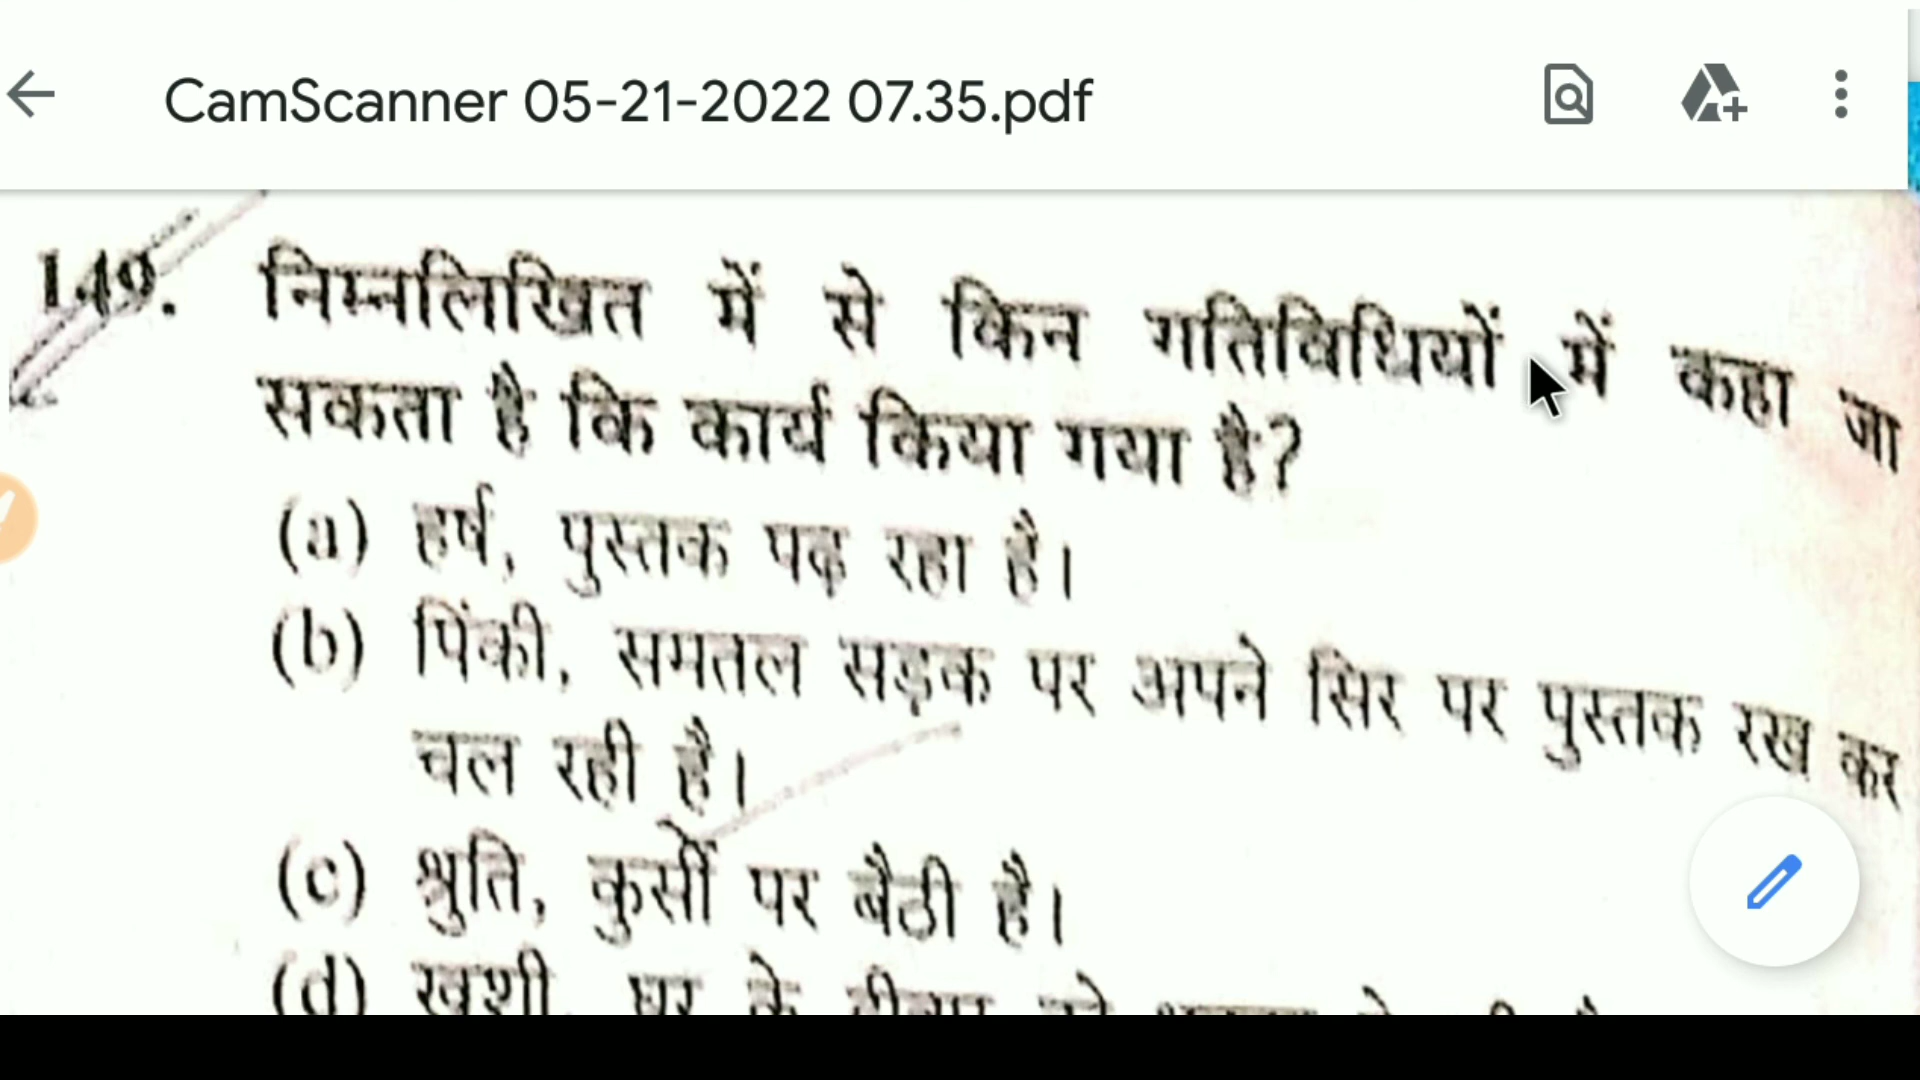 CamScanner 05-21-2022 07.35.pdf
149. निम्नलिखित में से किन गतिविधियों में कहा जा
सकता है कि कार्य किया गया है?
(a) हर्ष, पुस्तक पढ़ रहा है।
(b) पिंकी, समतल सड़क पर अपने सिर पर पुस्तक रख कर
चल रही है।
(c) श्रुति, कुर्सी पर बैठी है।
(d) खुशी, घर के